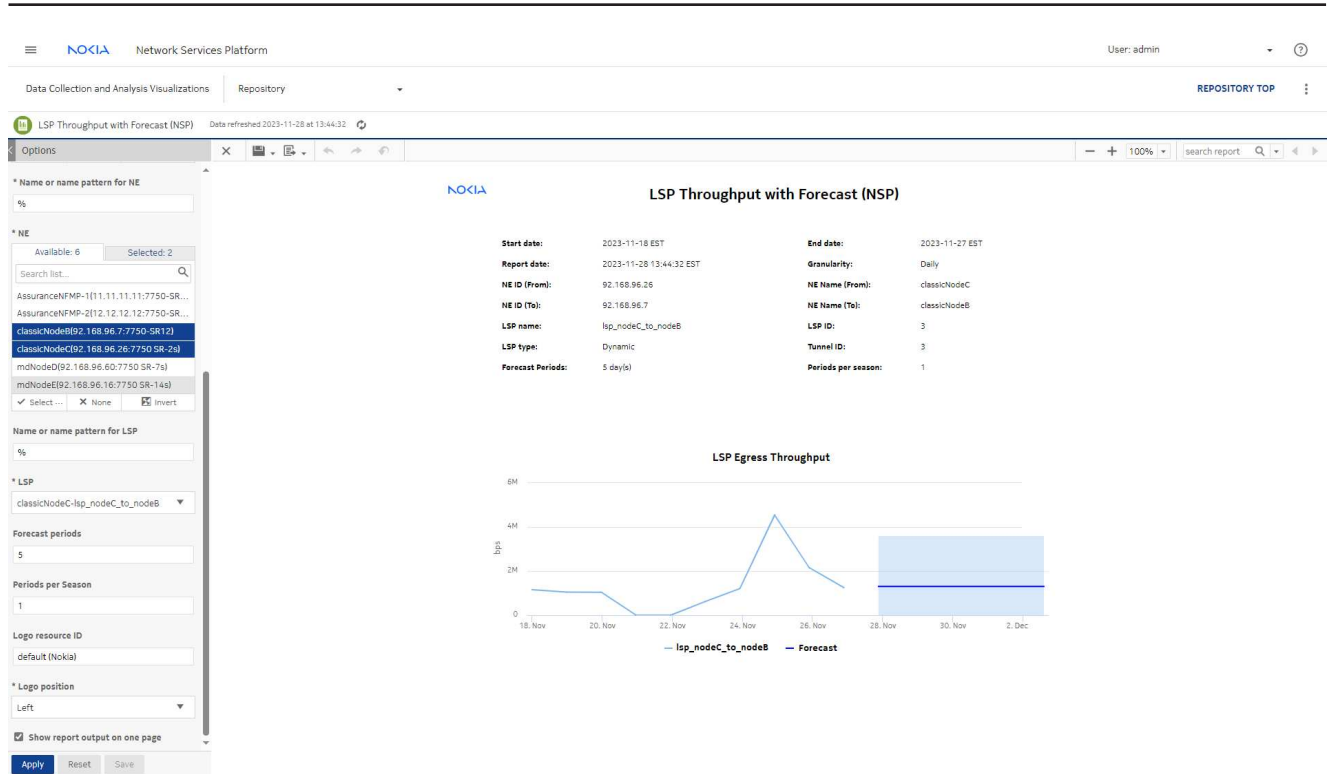 NOKIA Network Services Platform User: admin
Data Collection and Analysis Visualizations Repository REPOSITORY TOP
LSP Throughput with Forecast (NSP) Data refreshed 2023-11-28 at 13:44:32
Options 100% search report
* Name or name pattern for NE
%
* NE
Available: 6 Selected: 2
Search list...
AssuranceNFMP-1(11.11.11.11:7750-SR...
AssuranceNFMP-2(12.12.12.12:7750-SR...
classicNodeB(92.168.96.7:7750-SR12)
classicNodeC(92.168.96.26:7750 SR-2s)
mdNodeD(92.168.96.60:7750 SR-7s)
mdNodeE(92.168.96.16:7750 SR-14s)
Select ... None Invert
Name or name pattern for LSP
%
* LSP
classicNodeC-lsp_nodeC_to_nodeB
Forecast periods
5
Periods per Season
1
Logo resource ID
default (Nokia)
* Logo position
Left
Show report output on one page
Apply Reset Save
NOKIA LSP Throughput with Forecast (NSP)
Start date: 2023-11-18 EST End date: 2023-11-27 EST
Report date: 2023-11-28 13:44:32 EST Granularity: Daily
NE ID (From): 92.168.96.26 NE Name (From): classicNodeC
NE ID (To): 92.168.96.7 NE Name (To): classicNodeB
LSP name: lsp_nodeC_to_nodeB LSP ID: 3
LSP type: Dynamic Tunnel ID: 3
Forecast Periods: 5 day(s) Periods per season: 1
LSP Egress Throughput
6M
4M
bps
2M
0
18. Nov 20. Nov 22. Nov 24. Nov 26. Nov 28. Nov 30. Nov 2. Dec
lsp_nodeC_to_nodeB Forecast